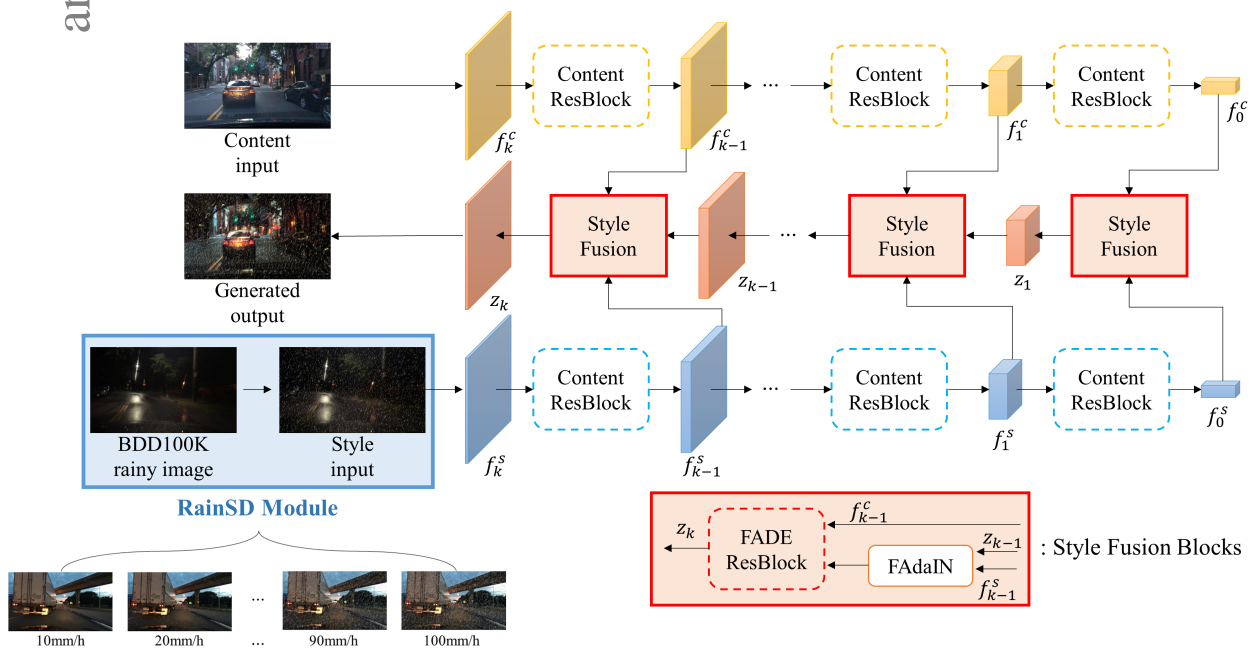 ar
Content
input
f_k^c
Content
ResBlock
f_{k-1}^c
...
Content
ResBlock
f_1^c
Content
ResBlock
f_0^c
Generated
output
z_k
Style
Fusion
z_{k-1}
...
Style
Fusion
z_1
Style
Fusion
BDD100K
rainy image
Style
input
f_k^s
Content
ResBlock
f_{k-1}^s
...
Content
ResBlock
f_1^s
Content
ResBlock
f_0^s
RainSD Module
10mm/h
20mm/h
...
...
90mm/h
100mm/h
z_k
FADE
ResBlock
f_{k-1}^c
FAdaIN
z_{k-1}
f_{k-1}^s
: Style Fusion Blocks